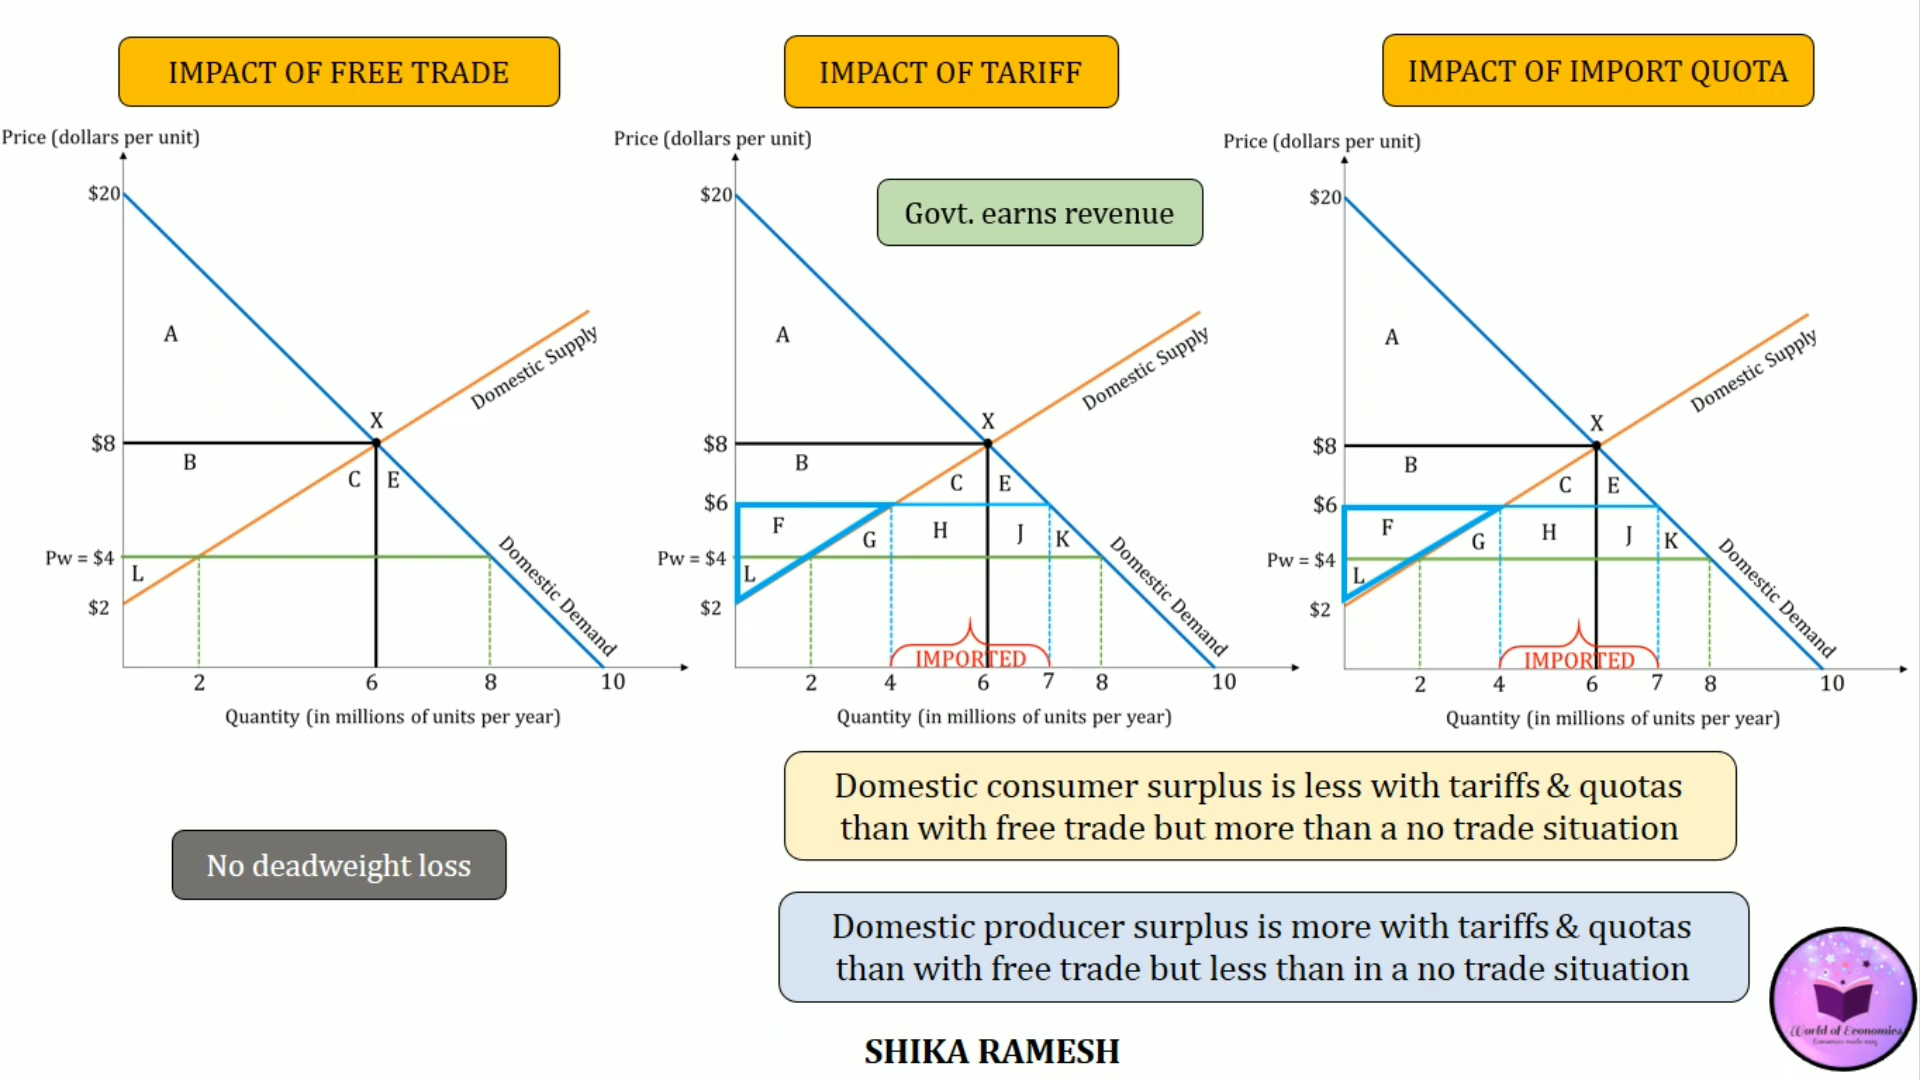 IMPACT OF FREE TRADE
Price (dollars per unit)
$20
A
X
Domestic Supply
$8
B
C
E
Pw = $4
L
$2
Domestic Demand
2
6
8
10
Quantity (in millions of units per year)
No deadweight loss
IMPACT OF TARIFF
Price (dollars per unit)
$20
Govt. earns revenue
A
X
Domestic Supply
$8
B
C
E
$6
F
G
H
J
K
Pw = $4
L
$2
Domestic Demand
IMPORTED
2
4
6
7
8
10
Quantity (in millions of units per year)
IMPACT OF IMPORT QUOTA
Price (dollars per unit)
$20
A
X
Domestic Supply
$8
B
C
E
$6
F
G
H
J
K
Pw = $4
L
$2
Domestic Demand
IMPORTED
2
4
6
7
8
10
Quantity (in millions of units per year)
Domestic consumer surplus is less with tariffs & quotas
than with free trade but more than a no trade situation
Domestic producer surplus is more with tariffs & quotas
than with free trade but less than in a no trade situation
SHIKA RAMESH
World of Economics
Economics made easy